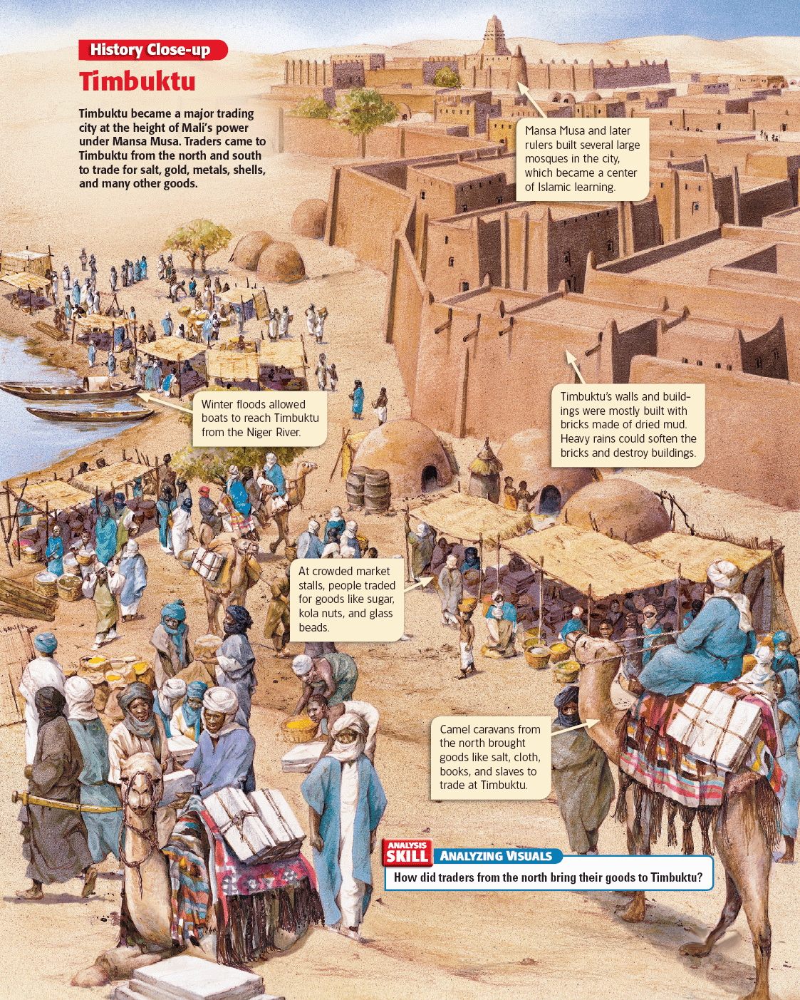 History Close-up
Timbuktu
Timbuktu became a major trading
city at the height of Mali's power
under Mansa Musa. Traders came to
Timbuktu from the north and south
to trade for salt, gold, metals, shells,
and many other goods.
Mansa Musa and later
rulers built several large
mosques in the city,
which became a center
of Islamic learning.
Winter floods allowed
boats to reach Timbuktu
from the Niger River.
Timbuktu's walls and build-
ings were mostly built with
bricks made of dried mud.
Heavy rains could soften the
bricks and destroy buildings.
At crowded market
stalls, people traded
for goods like sugar,
kola nuts, and glass
beads.
Camel caravans from
the north brought
goods like salt, cloth,
books, and slaves to
trade at Timbuktu.
ANALYSIS
SKILL
ANALYZING VISUALS
How did traders from the north bring their goods to Timbuktu?